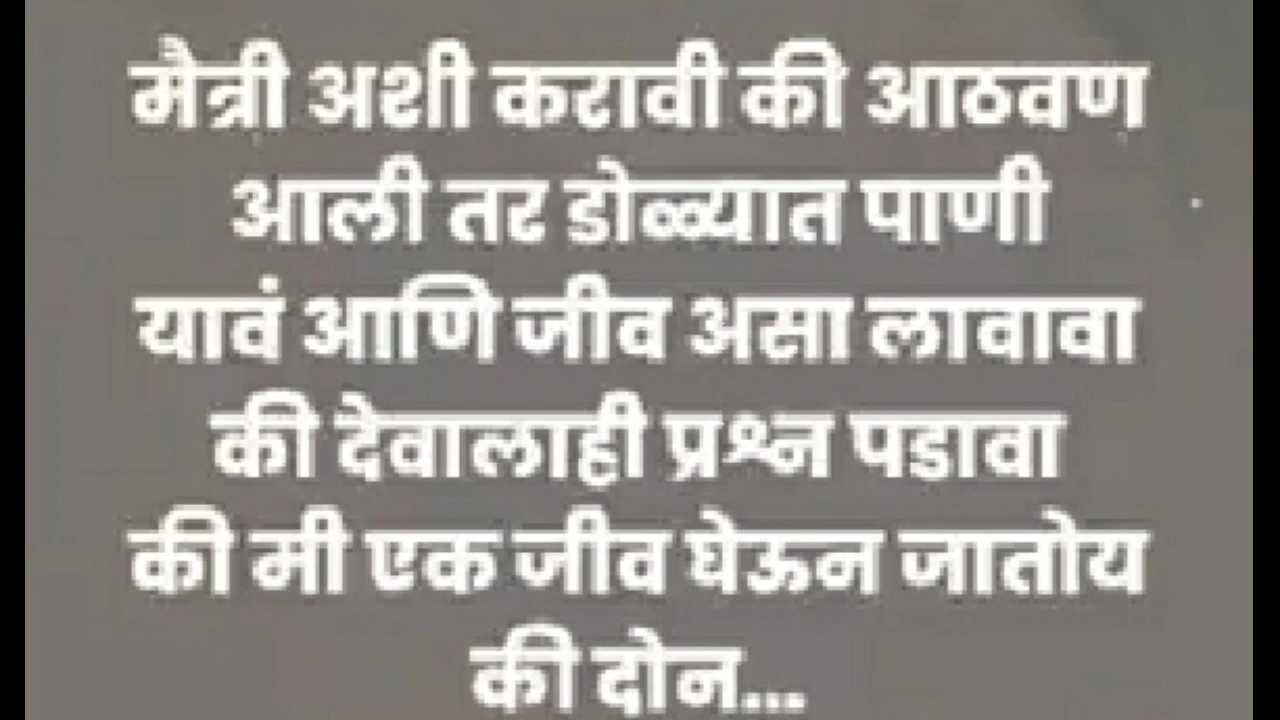 मैत्री अशी करावी की आठवण
आली तर डोळ्यात पाणी
यावं आणि जीव असा लावावा
की देवालाही प्रश्न पडावा
की मी एक जीव घेऊन जातोय
की दोन...